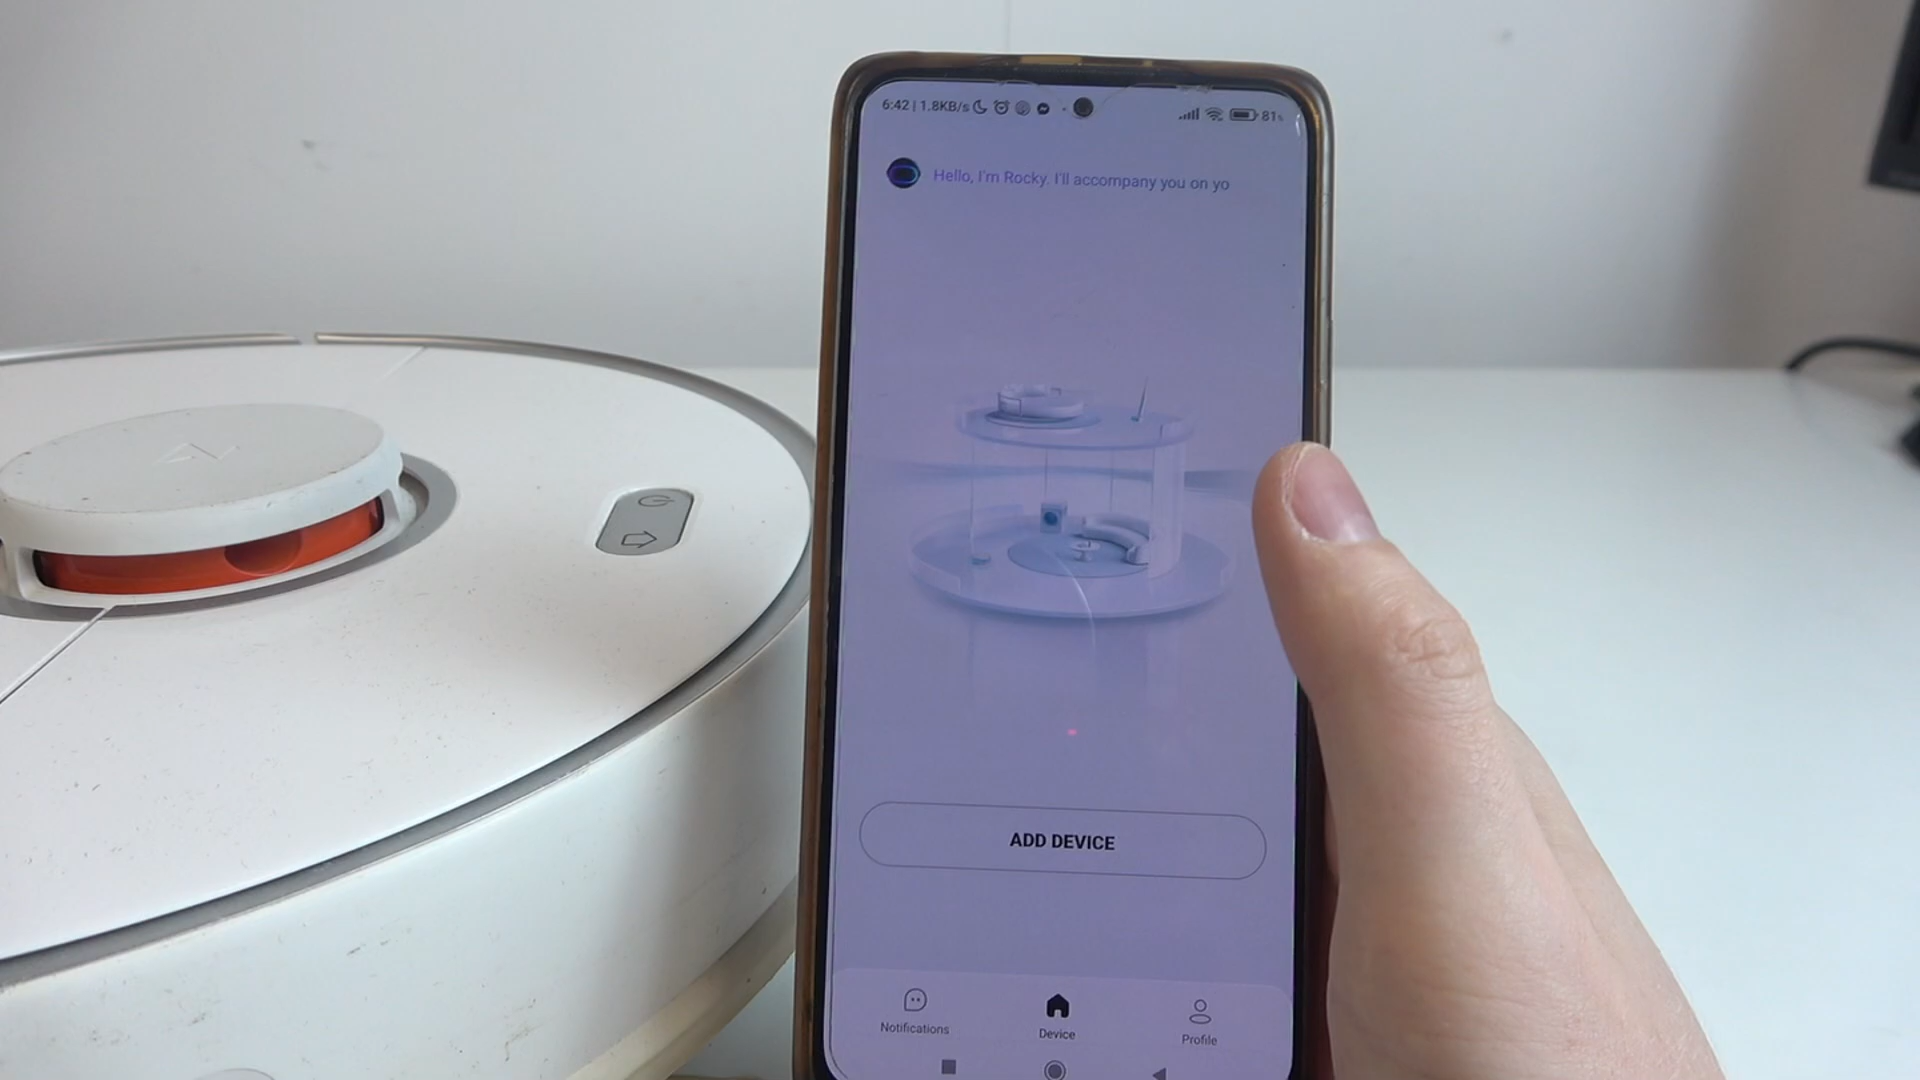 6:42 | 1.8KB/s
81
Hello, I'm Rocky. I'll accompany you on yo
ADD DEVICE
Notifications
Device
Profile